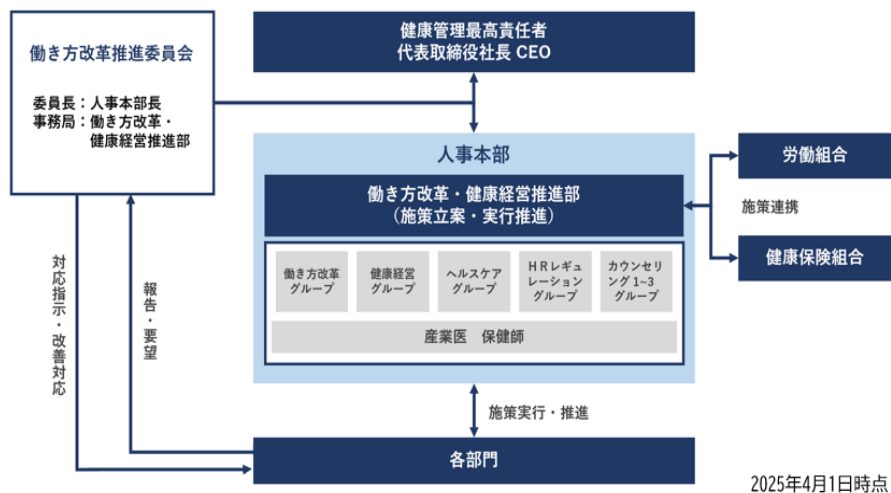 働き方改革推進委員会
委員長：人事本部長
事務局：働き方改革・
健康経営推進部
健康管理最高責任者
代表取締役社長 CEO
人事本部
働き方改革・健康経営推進部
（施策立案・実行推進）
働き方改革
グループ
健康経営
グループ
ヘルスケア
グループ
ＨＲレギュ
レーション
グループ
カウンセリ
ング 1~3
グループ
産業医　保健師
労働組合
施策連携
健康保険組合
対応指示・改善対応
報告・要望
施策実行・推進
各部門
2025年4月1日時点